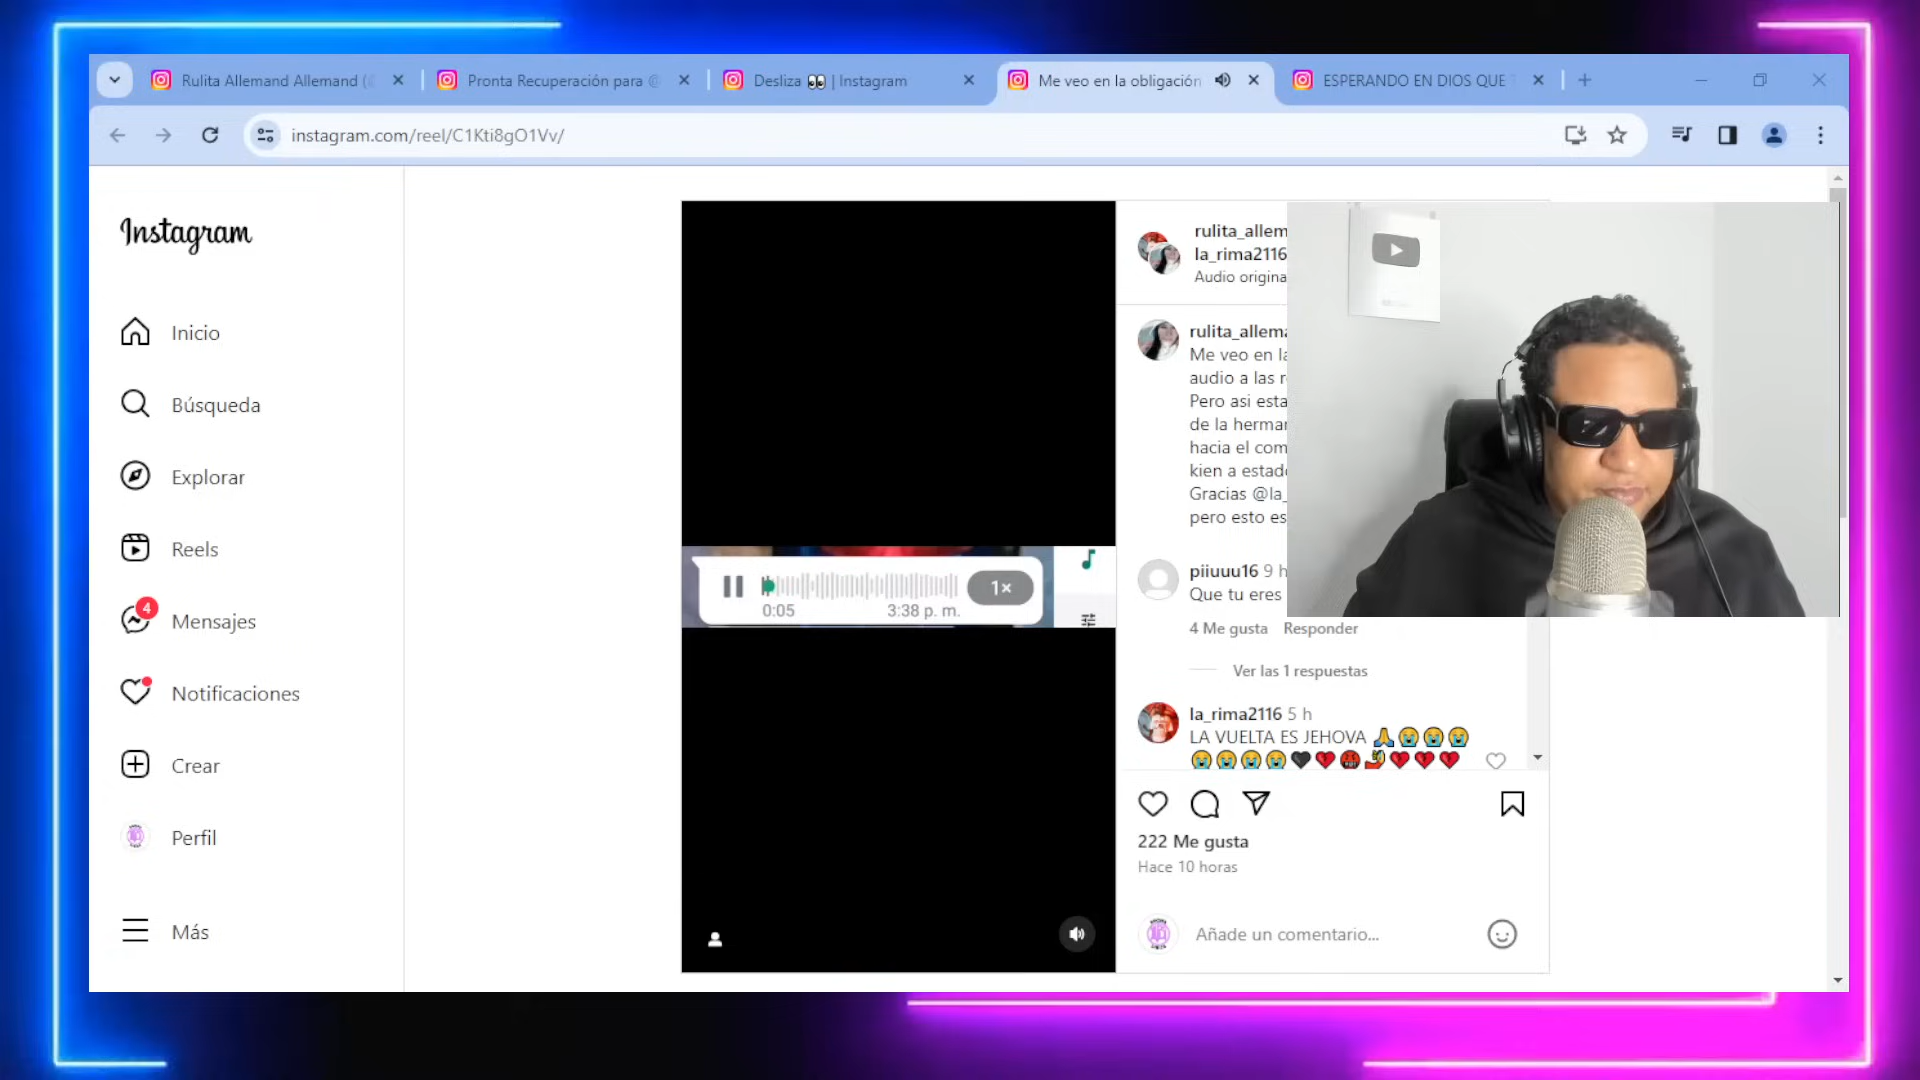 Rulita Allemand Allemand (
Pronta Recuperación para @
Desliza 👀 | Instagram
Me veo en la obligación
ESPERANDO EN DIOS QUE
instagram.com/reel/C1Kti8gO1Vv/
Instagram
Inicio
Búsqueda
Explorar
Reels
4
Mensajes
Notificaciones
Crear
Perfil
Más
1×
0:05
3:38 p. m.
rulita_allem
la_rima2116
Audio origina
rulita_allema
Me veo en la
audio a las r
Pero asi esta
de la herman
hacia el com
kien a estado
Gracias @la_
pero esto es
piiuuu16 9 h
Que tu eres
4 Me gusta Responder
Ver las 1 respuestas
la_rima2116 5 h
LA VUELTA ES JEHOVA 🙏😭😭😭
222 Me gusta
Hace 10 horas
Añade un comentario...